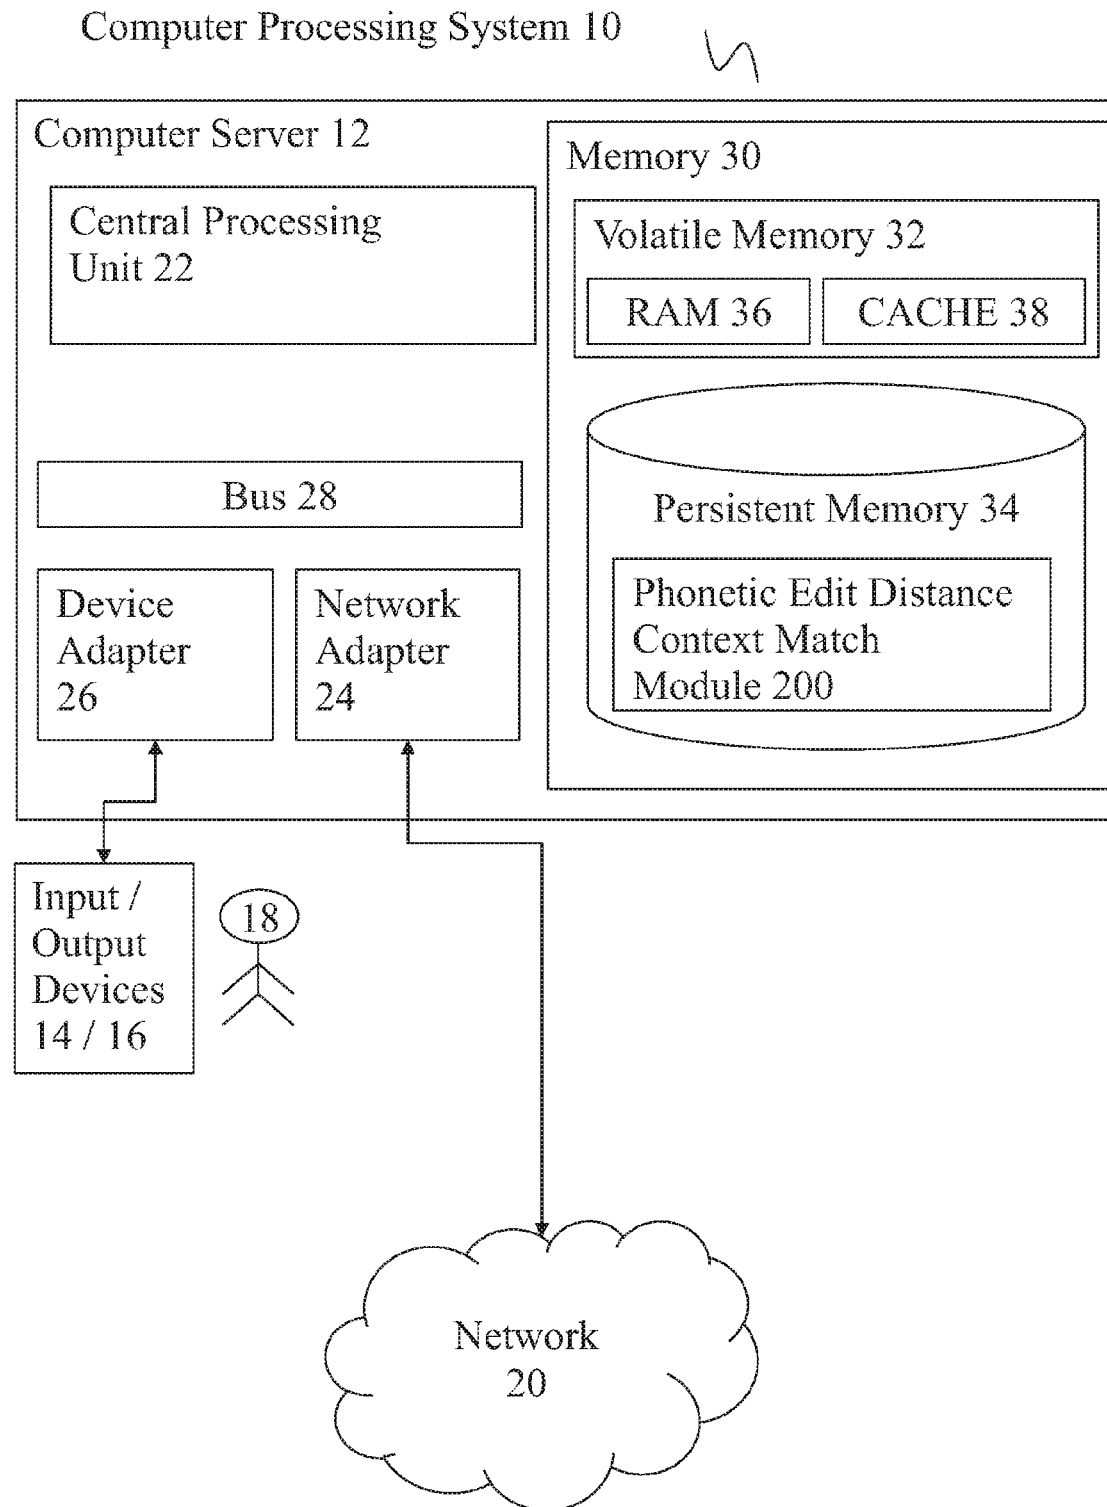 Computer Processing System 10
Computer Server 12
Central Processing
Unit 22
Bus 28
Device
Adapter
26
Network
Adapter
24
Memory 30
Volatile Memory 32
RAM 36
CACHE 38
Persistent Memory 34
Phonetic Edit Distance
Context Match
Module 200
Input /
Output
Devices
14 / 16
18
Network
20